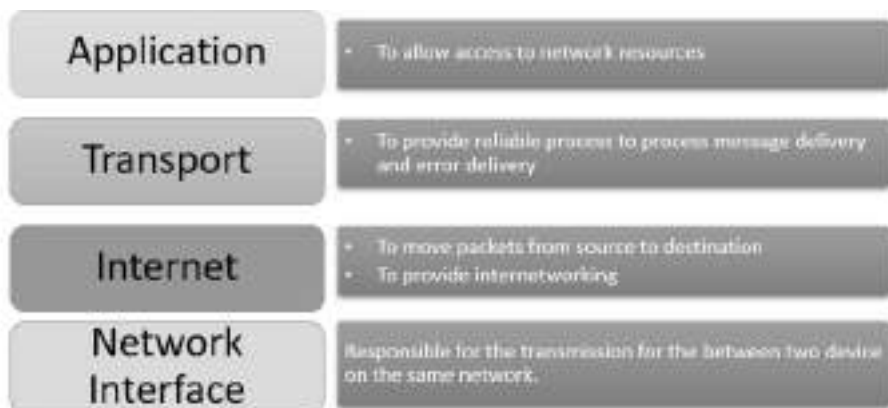 Application
• To allow access to network resources
Transport
• To provide reliable process to process message delivery
and error delivery
Internet
• To move packets from source to destination
• To provide internetworking
Network
Interface
Responsible for the transmission for the between two device
on the same network.